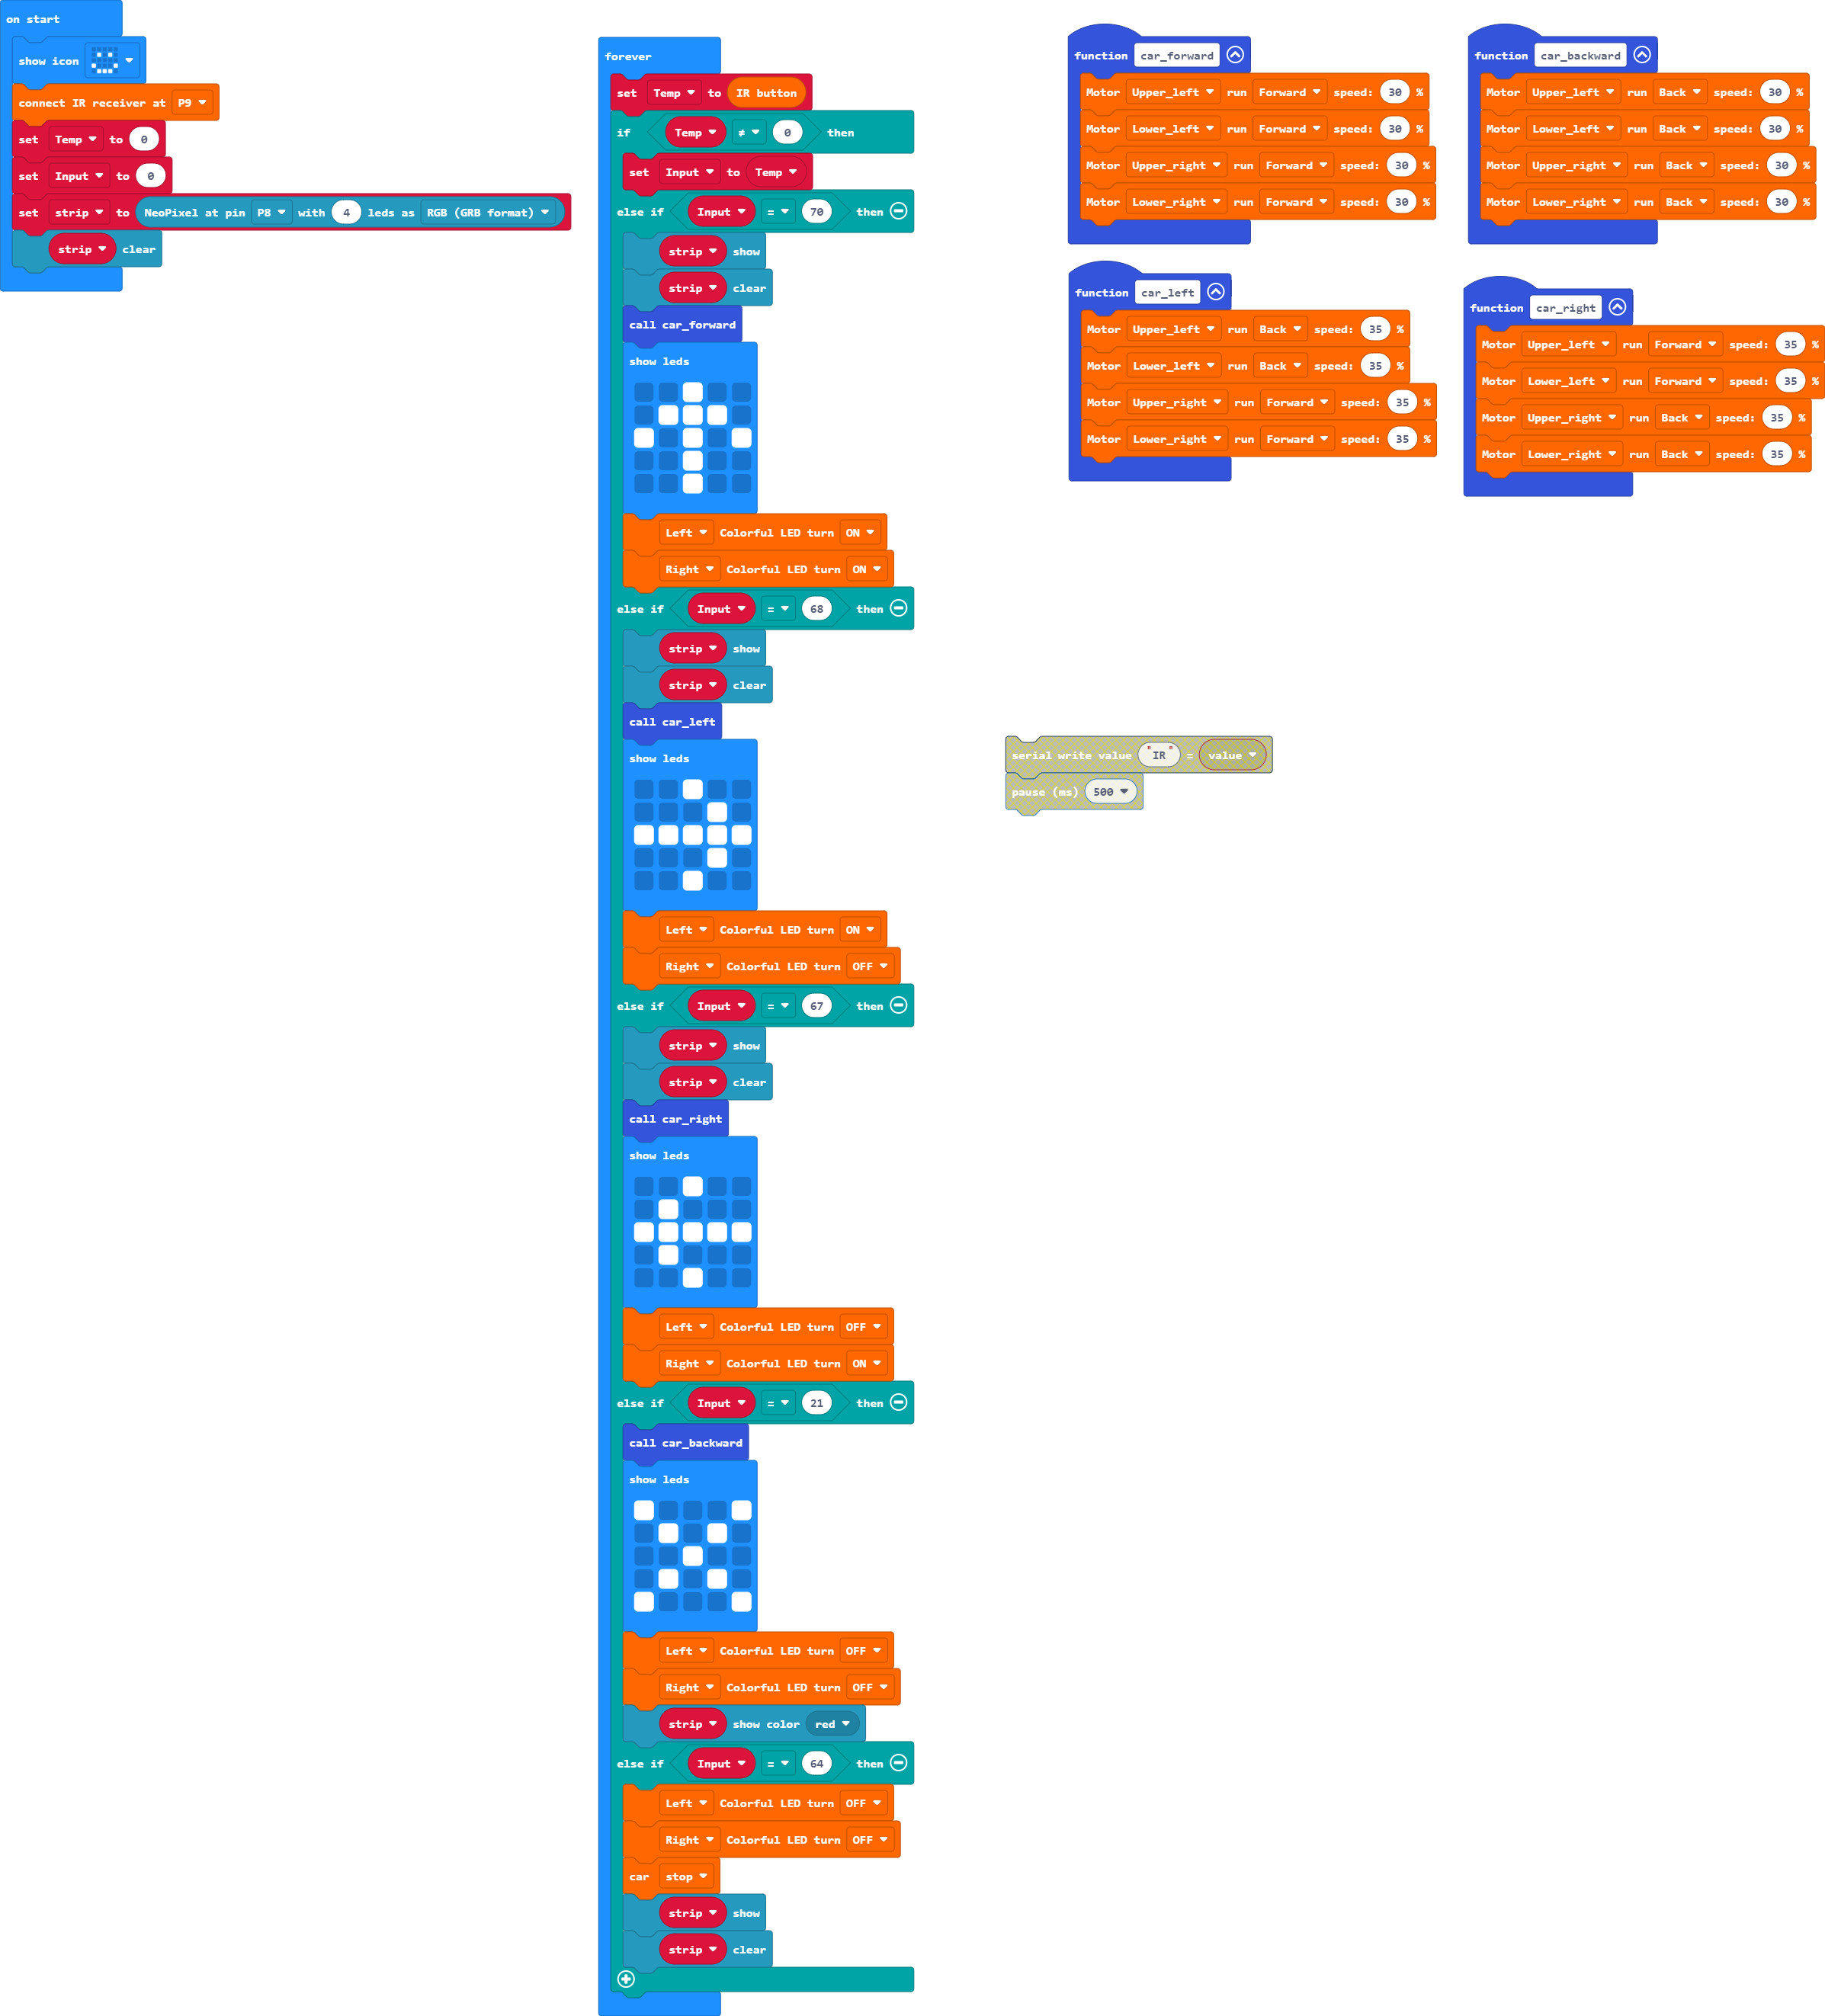 on start
show icon
connect IR receiver at P9
set Temp to 0
set Input to 0
set strip to NeoPixel at pin P8 with 4 leds as RGB (GRB format)
strip clear
forever
set Temp to IR button
if Temp ≠ 0 then
set Input to Temp
else if Input = 70 then
strip show
strip clear
call car_forward
show leds
Left Colorful LED turn ON
Right Colorful LED turn ON
else if Input = 68 then
strip show
strip clear
call car_left
show leds
Left Colorful LED turn ON
Right Colorful LED turn OFF
else if Input = 67 then
strip show
strip clear
call car_right
show leds
Left Colorful LED turn OFF
Right Colorful LED turn ON
else if Input = 21 then
call car_backward
show leds
Left Colorful LED turn OFF
Right Colorful LED turn OFF
strip show color red
else if Input = 64 then
Left Colorful LED turn OFF
Right Colorful LED turn OFF
car stop
strip show
strip clear
function car_forward
Motor Upper_left run Forward speed: 30 %
Motor Lower_left run Forward speed: 30 %
Motor Upper_right run Forward speed: 30 %
Motor Lower_right run Forward speed: 30 %
function car_backward
Motor Upper_left run Back speed: 30 %
Motor Lower_left run Back speed: 30 %
Motor Upper_right run Back speed: 30 %
Motor Lower_right run Back speed: 30 %
function car_left
Motor Upper_left run Back speed: 35 %
Motor Lower_left run Back speed: 35 %
Motor Upper_right run Forward speed: 35 %
Motor Lower_right run Forward speed: 35 %
function car_right
Motor Upper_left run Forward speed: 35 %
Motor Lower_left run Forward speed: 35 %
Motor Upper_right run Back speed: 35 %
Motor Lower_right run Back speed: 35 %
serial write value "IR" = value
pause (ms) 500